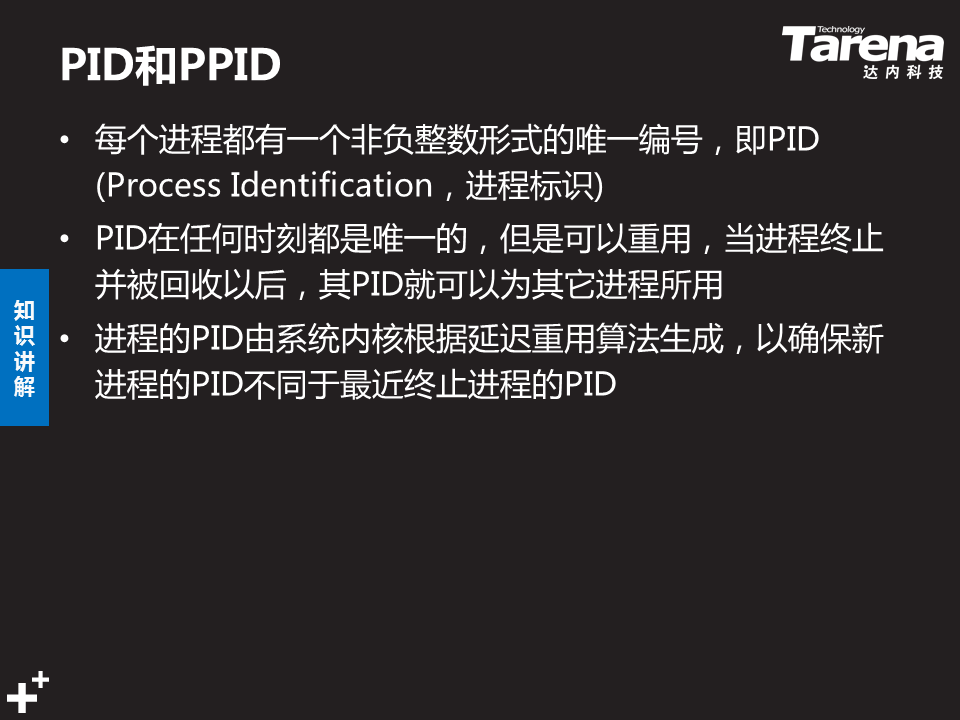 PID和PPID
Technology
Tarena
达内科技
• 每个进程都有一个非负整数形式的唯一编号，即PID
(Process Identification，进程标识)
• PID在任何时刻都是唯一的，但是可以重用，当进程终止
并被回收以后，其PID就可以为其它进程所用
• 进程的PID由系统内核根据延迟重用算法生成，以确保新
进程的PID不同于最近终止进程的PID
知
识
讲
解